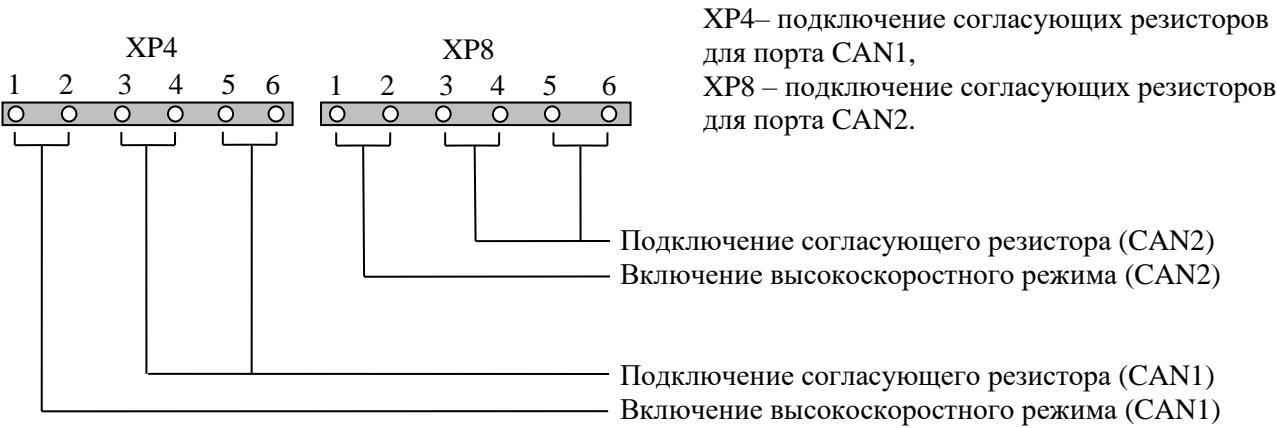 XP4– подключение согласующих резисторов
для порта CAN1,
XP8 – подключение согласующих резисторов
для порта CAN2.
XP4 XP8
1 2 3 4 5 6 1 2 3 4 5 6
Подключение согласующего резистора (CAN2)
Включение высокоскоростного режима (CAN2)
Подключение согласующего резистора (CAN1)
Включение высокоскоростного режима (CAN1)